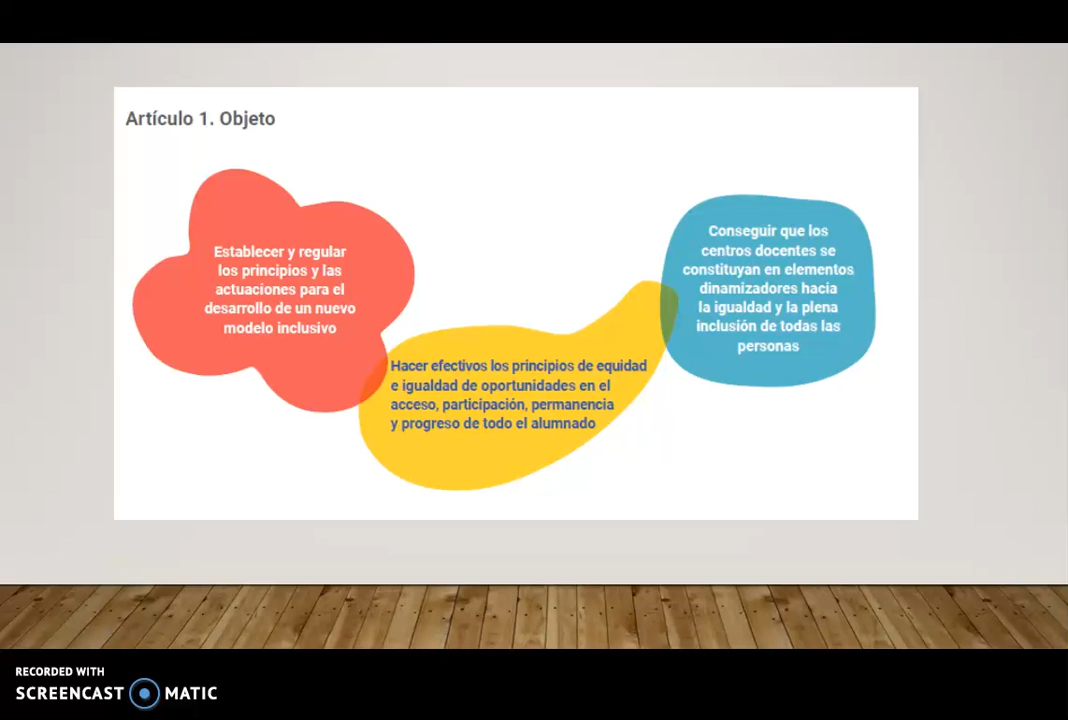 Artículo 1. Objeto
Establecer y regular
los principios y las
actuaciones para el
desarrollo de un nuevo
modelo inclusivo
Hacer efectivos los principios de equidad
e igualdad de oportunidades en el
acceso, participación, permanencia
y progreso de todo el alumnado
Conseguir que los
centros docentes se
constituyan en elementos
dinamizadores hacia
la igualdad y la plena
inclusión de todas las
personas
RECORDED WITH
SCREENCAST MATIC